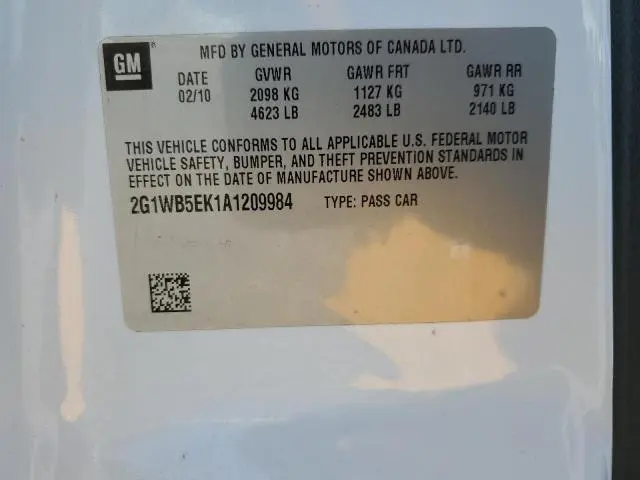 GM ®
MFD BY GENERAL MOTORS OF CANADA LTD.
DATE GVWR GAWR FRT GAWR RR
02/10 2098 KG 1127 KG 971 KG
4623 LB 2483 LB 2140 LB
THIS VEHICLE CONFORMS TO ALL APPLICABLE U.S. FEDERAL MOTOR
VEHICLE SAFETY, BUMPER, AND THEFT PREVENTION STANDARDS IN
EFFECT ON THE DATE OF MANUFACTURE SHOWN ABOVE.
2G1WB5EK1A1209984 TYPE: PASS CAR